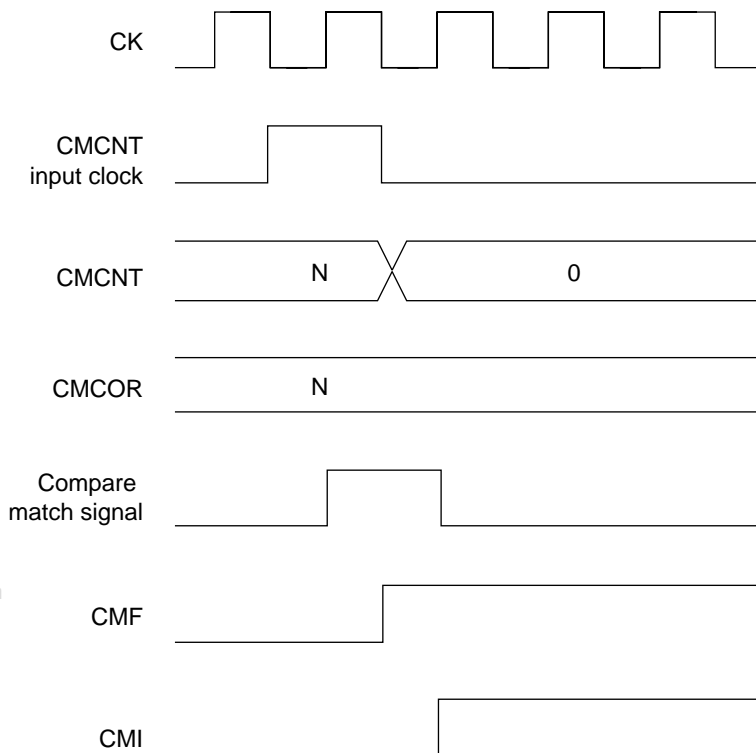 CK
CMCNT
input clock
CMCNT
N
0
CMCOR
N
Compare
match signal
CMF
CMI